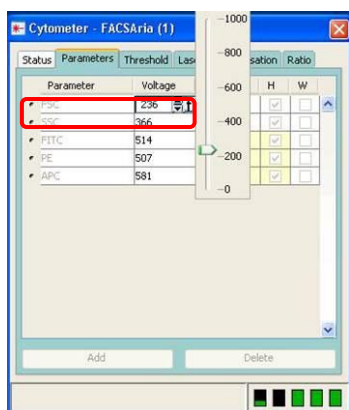 Cytometer - FACSAria (1)
Status Parameters Threshold Las sation Ratio
Parameter Voltage H W
FSC 236
SSC 366
FITC 514
PE 507
APC 581
1000
800
600
400
200
0
Add Delete